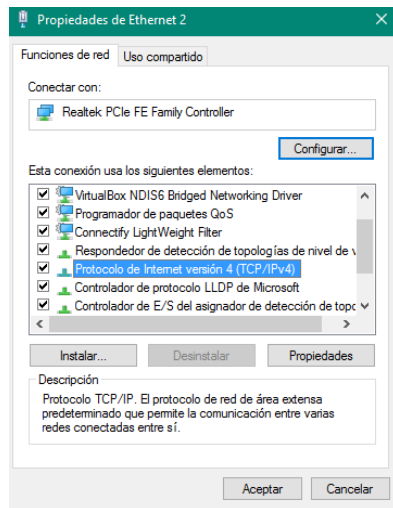 Propiedades de Ethernet 2
Funciones de red Uso compartido
Conectar con:
Realtek PCIe FE Family Controller
Configurar...
Esta conexión usa los siguientes elementos:
VirtualBox NDIS6 Bridged Networking Driver
Programador de paquetes QoS
Connectify LightWeight Filter
Respondedor de detección de topologías de nivel de v
Protocolo de Internet versión 4 (TCP/IPv4)
Controlador de protocolo LLDP de Microsoft
Controlador de E/S del asignador de detección de topo
Instalar... Desinstalar Propiedades
Descripción
Protocolo TCP/IP. El protocolo de red de área extensa
predeterminado que permite la comunicación entre varias
redes conectadas entre sí.
Aceptar Cancelar